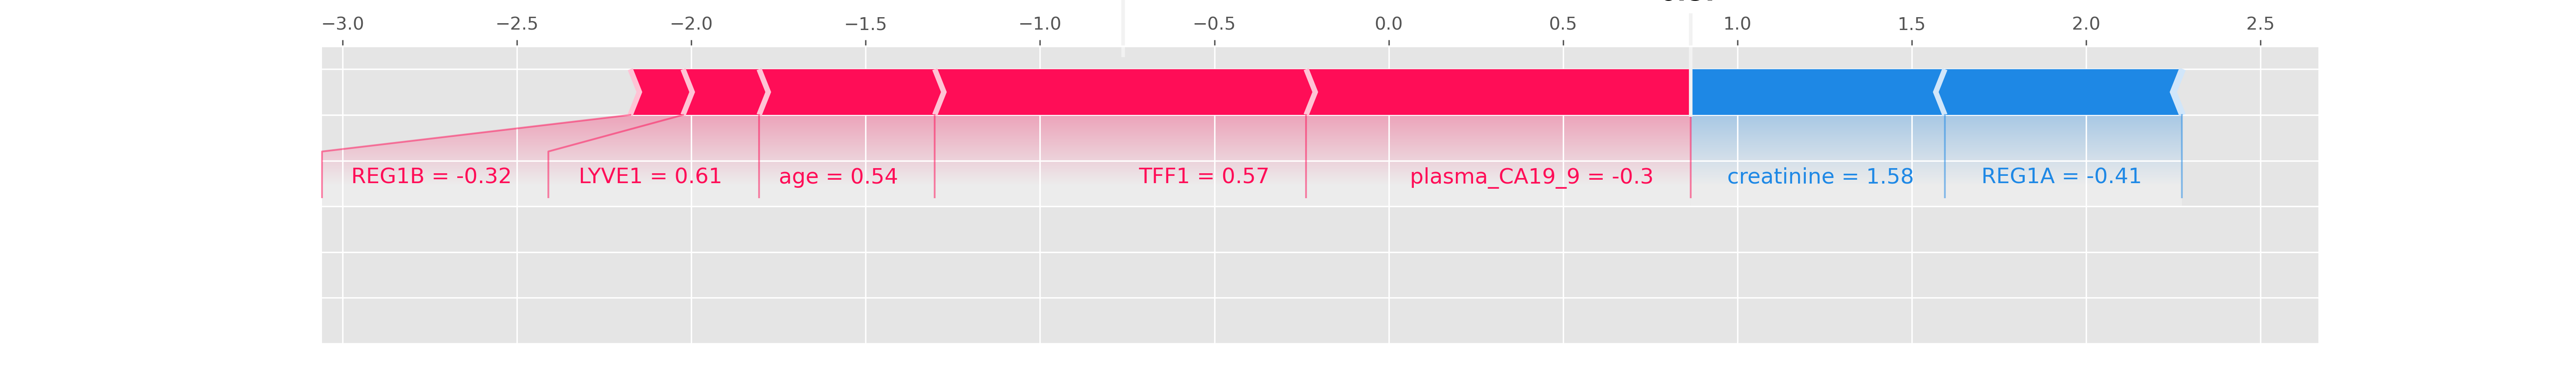 −3.0 −2.5 −2.0 −1.5 −1.0 −0.5 0.0 0.5 1.0 1.5 2.0 2.5
REG1B = -0.32 LYVE1 = 0.61 age = 0.54 TFF1 = 0.57 plasma_CA19_9 = -0.3 creatinine = 1.58 REG1A = -0.41